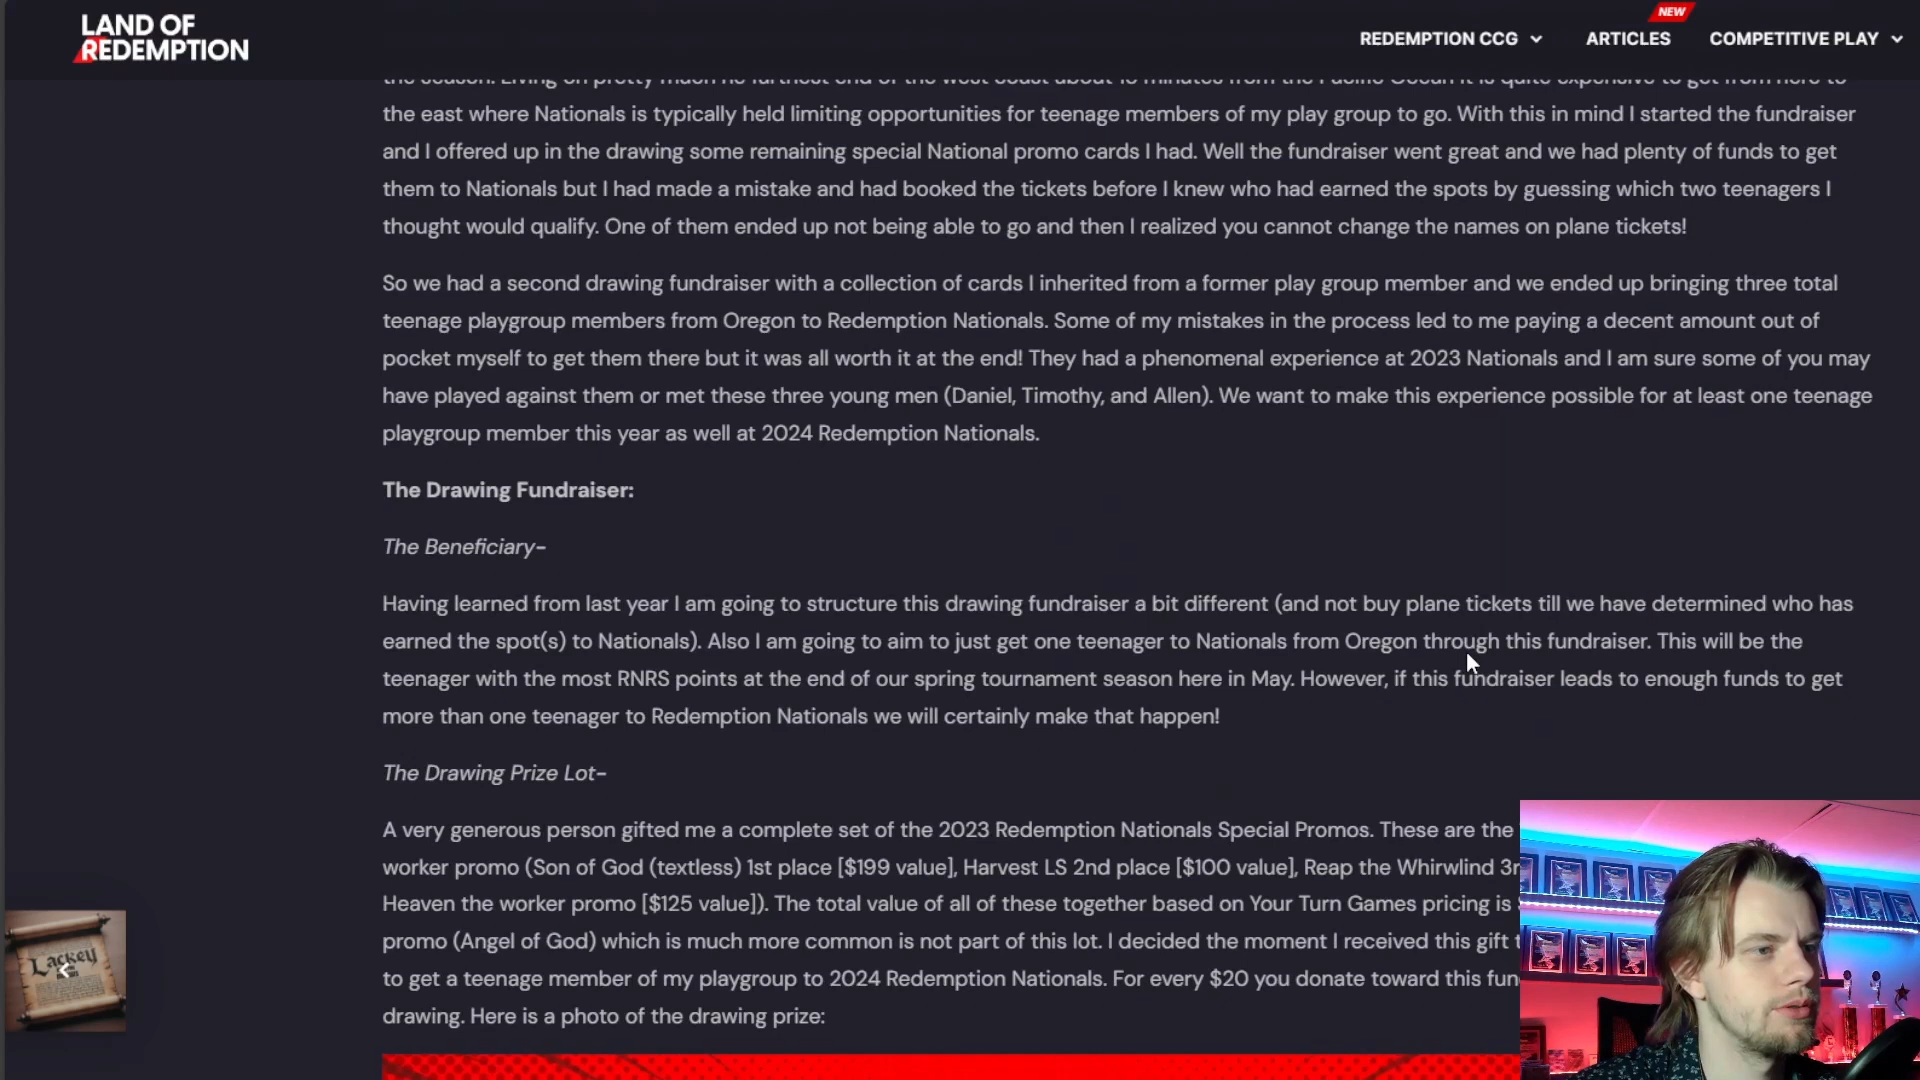 LAND OF
REDEMPTION
NEW
REDEMPTION CCG
ARTICLES
COMPETITIVE PLAY
the season. Living on pretty much he furthest end of the west coast about 45 minutes from the Pacific Ocean it is quite expensive to get from here to
the east where Nationals is typically held limiting opportunities for teenage members of my play group to go. With this in mind I started the fundraiser
and I offered up in the drawing some remaining special National promo cards I had. Well the fundraiser went great and we had plenty of funds to get
them to Nationals but I had made a mistake and had booked the tickets before I knew who had earned the spots by guessing which two teenagers I
thought would qualify. One of them ended up not being able to go and then I realized you cannot change the names on plane tickets!
So we had a second drawing fundraiser with a collection of cards I inherited from a former play group member and we ended up bringing three total
teenage playgroup members from Oregon to Redemption Nationals. Some of my mistakes in the process led to me paying a decent amount out of
pocket myself to get them there but it was all worth it at the end! They had a phenomenal experience at 2023 Nationals and I am sure some of you may
have played against them or met these three young men (Daniel, Timothy, and Allen). We want to make this experience possible for at least one teenage
playgroup member this year as well at 2024 Redemption Nationals.
The Drawing Fundraiser:
The Beneficiary-
Having learned from last year I am going to structure this drawing fundraiser a bit different (and not buy plane tickets till we have determined who has
earned the spot(s) to Nationals). Also I am going to aim to just get one teenager to Nationals from Oregon through this fundraiser. This will be the
teenager with the most RNRS points at the end of our spring tournament season here in May. However, if this fundraiser leads to enough funds to get
more than one teenager to Redemption Nationals we will certainly make that happen!
The Drawing Prize Lot-
A very generous person gifted me a complete set of the 2023 Redemption Nationals Special Promos. These are the
worker promo (Son of God (textless) 1st place [$199 value], Harvest LS 2nd place [$100 value], Reap the Whirwlind
Heaven the worker promo [$125 value]). The total value of all of these together based on Your Turn Games pricing is
promo (Angel of God) which is much more common is not part of this lot. I decided the moment I received this gift
to get a teenage member of my playgroup to 2024 Redemption Nationals. For every $20 you donate toward this
drawing. Here is a photo of the drawing prize:
Lackey